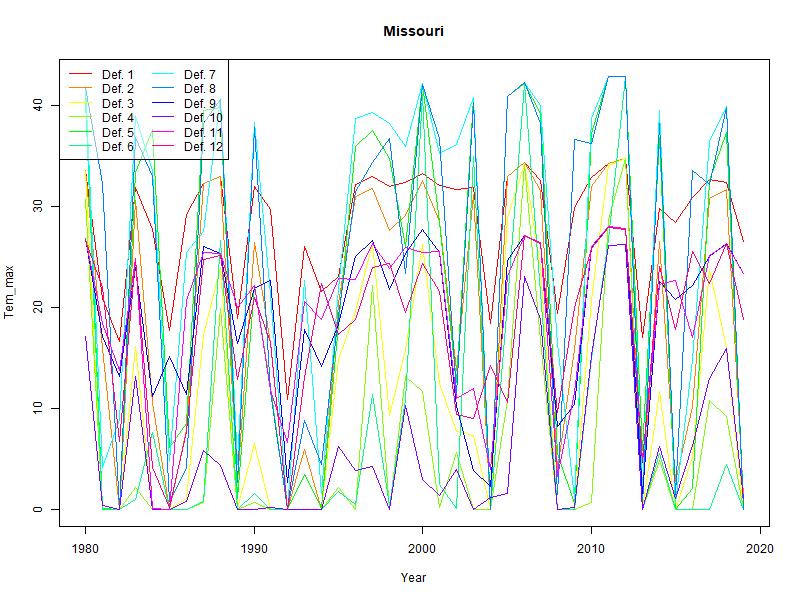 Missouri
Tem_max
0
10
20
30
40
Def. 1
Def. 2
Def. 3
Def. 4
Def. 5
Def. 6
Def. 7
Def. 8
Def. 9
Def. 10
Def. 11
Def. 12
1980
1990
2000
2010
2020
Year